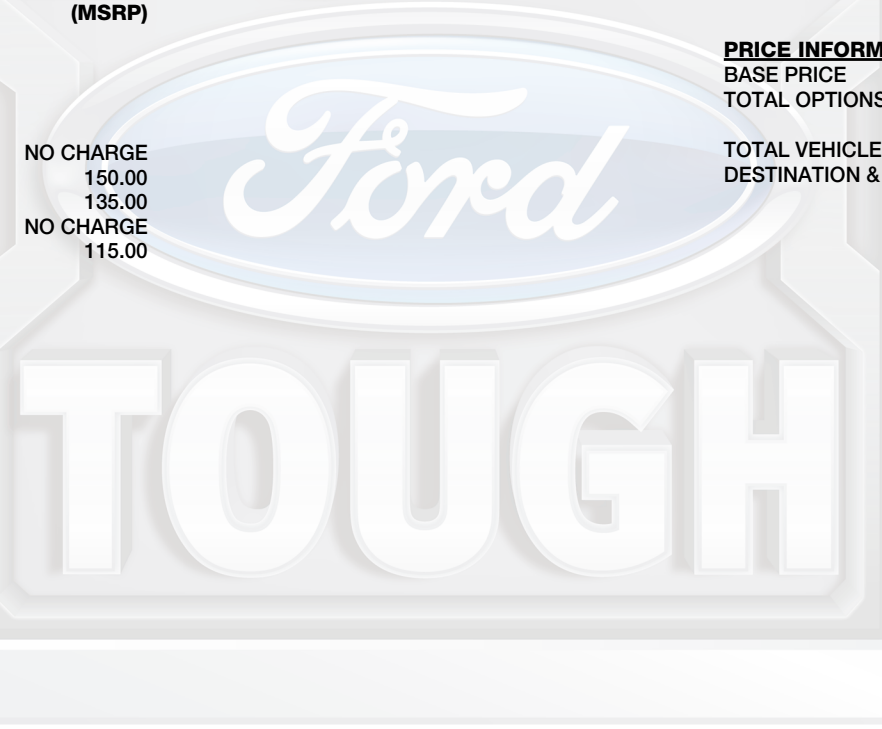 (MSRP)
NO CHARGE
150.00
135.00
NO CHARGE
115.00
PRICE INFORM
BASE PRICE
TOTAL OPTIONS
TOTAL VEHICLE
DESTINATION &
Ford
TOUGH